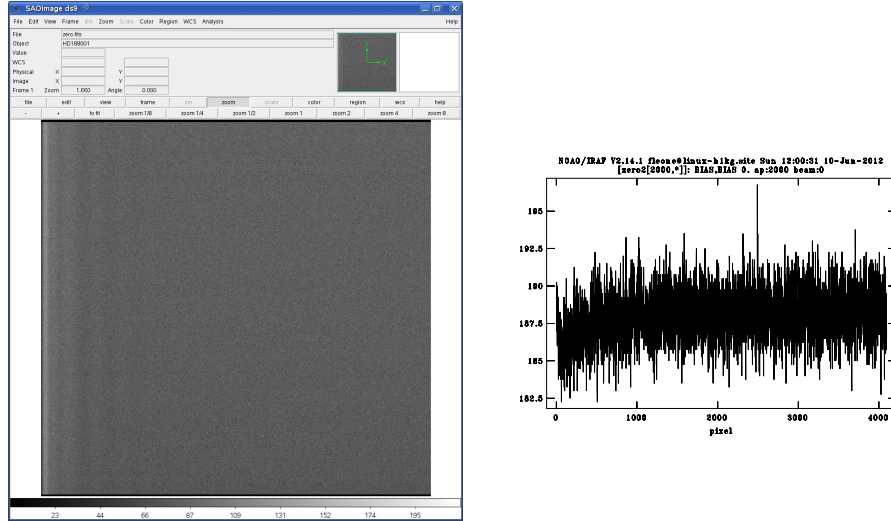 SAOImage ds9
File Edit View Frame Bin Zoom Scale Color Region WCS Analysis Help
File zero.fits
Object HD188001
Value
WCS
Physical X Y
Image X Y
Frame 1 Zoom 1.660 Angle 0.000
file edit view frame bin zoom scale color region wcs help
- + to fit zoom 1/8 zoom 1/4 zoom 1/2 zoom 1 zoom 2 zoom 4 zoom 8
23 44 66 87 109 131 152 174 195
NOAO/IRAF V2.14.1 fleone@linux-h1kg.site Sun 12:00:31 10-Jun-2012
[zero2[2000,*]]: BIAS,BIAS 0. ap:2000 beam:0
195
192.5
190
187.5
185
182.5
0 1000 2000 3000 4000
pixel